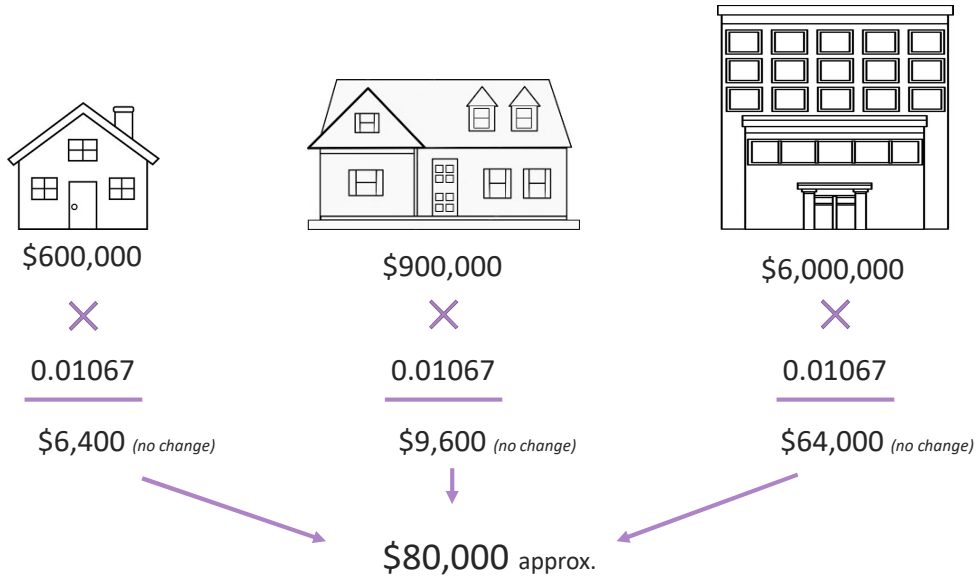 $600,000
$900,000
$6,000,000
0.01067
0.01067
0.01067
$6,400 (no change)
$9,600 (no change)
$64,000 (no change)
$80,000 approx.